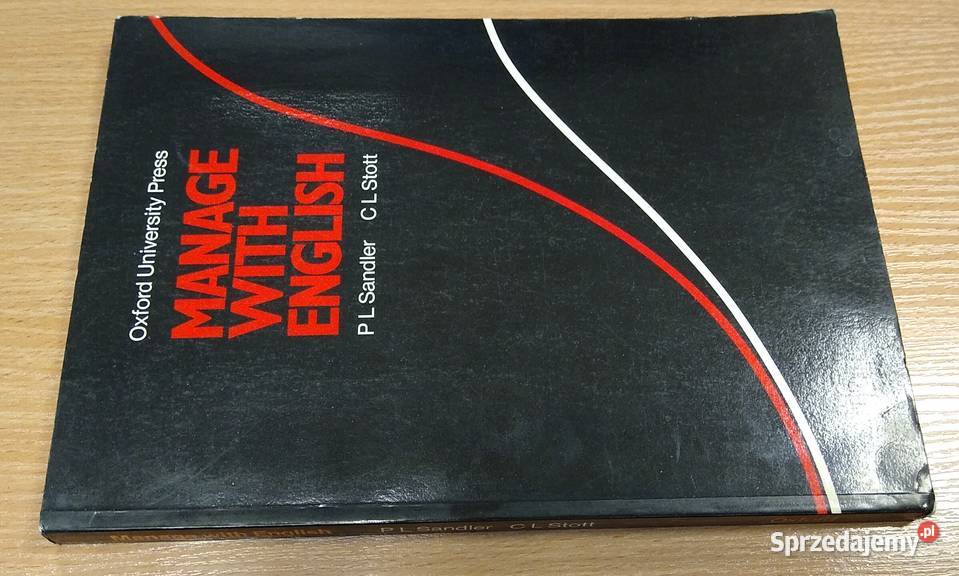 Oxford University Press
MANAGE
WITH
ENGLISH
P L Sandler C L Stott
Manage with English P L Sandler C L Stott
Sprzedajemy.pl